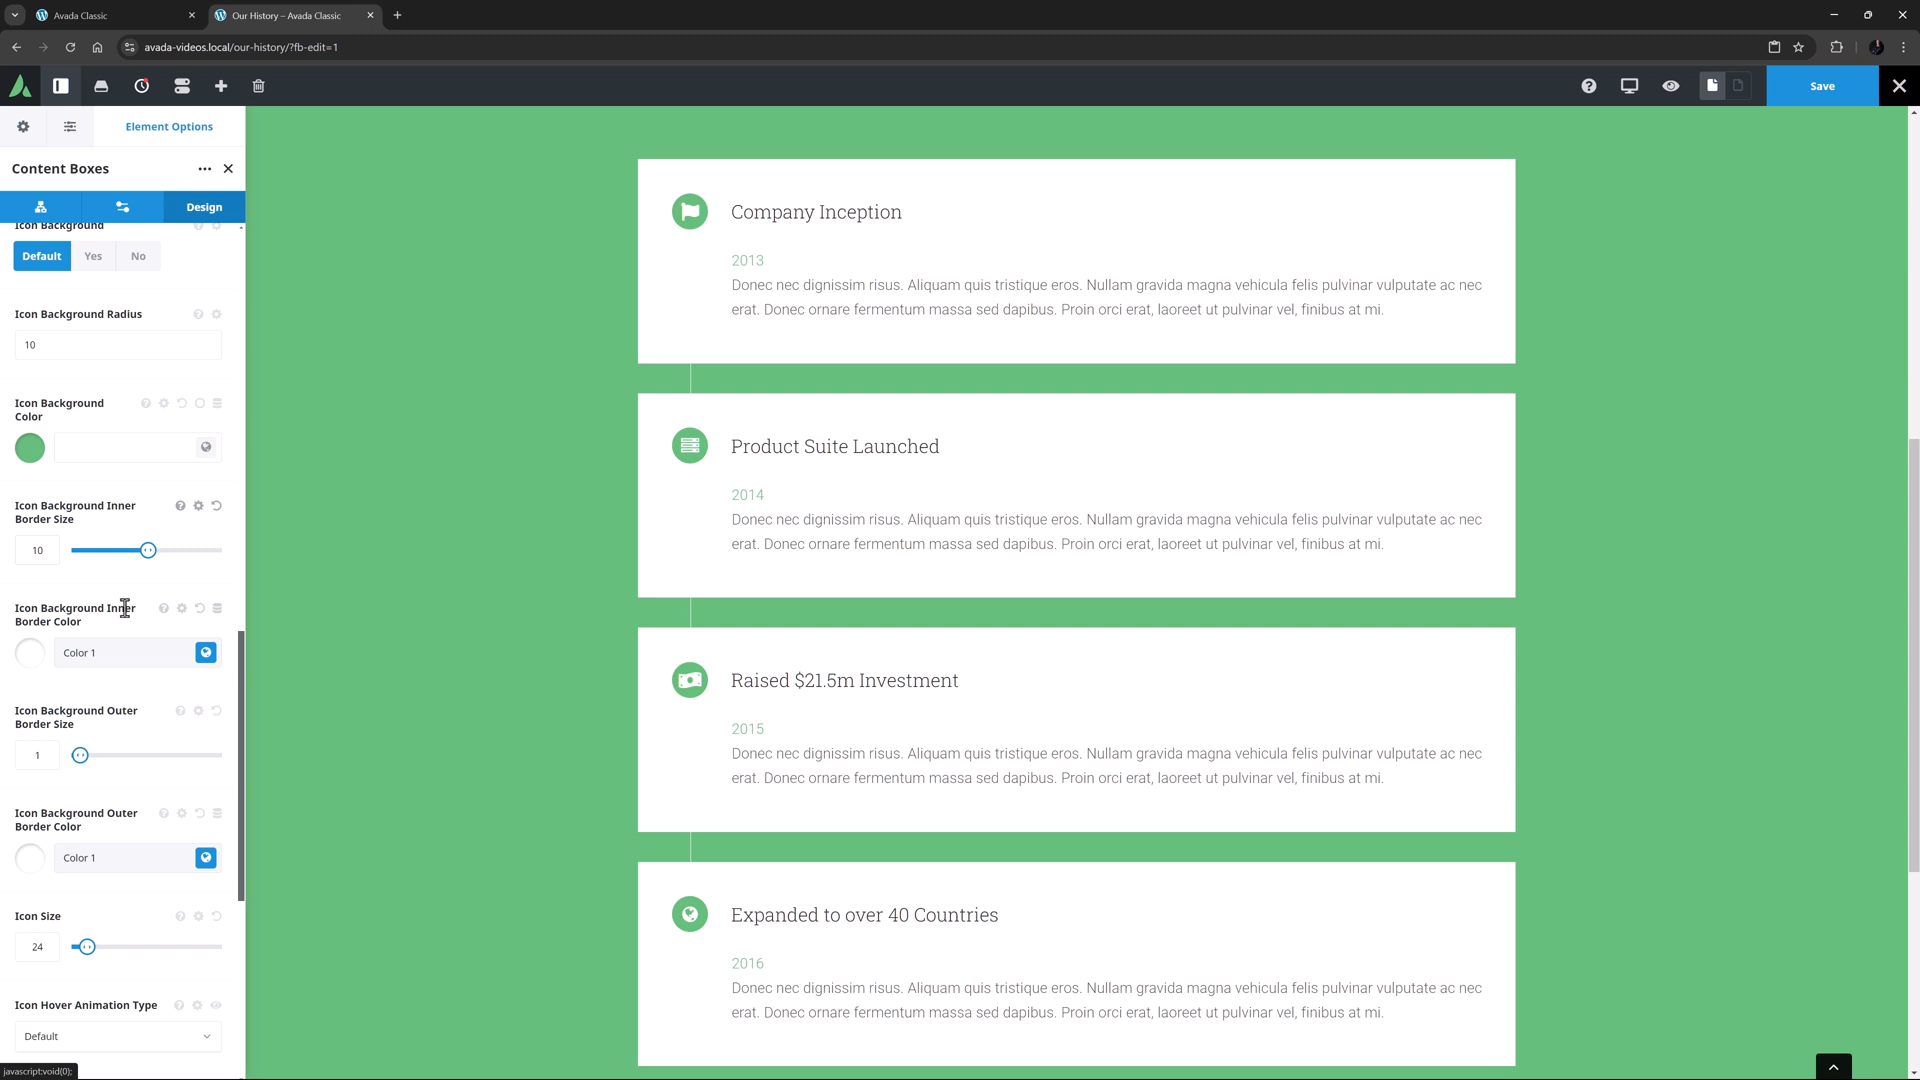 Avada Classic
Our History – Avada Classic
avada-videos.local/our-history/?fb-edit=1
Save
Element Options
Content Boxes
Design
Icon Background
Default
Yes
No
Icon Background Radius
10
Icon Background
Color
Icon Background Inner
Border Size
10
Icon Background Inner
Border Color
Color 1
Icon Background Outer
Border Size
1
Icon Background Outer
Border Color
Color 1
Icon Size
24
Icon Hover Animation Type
Default
javascript:void(0);
Company Inception
2013
Donec nec dignissim risus. Aliquam quis tristique eros. Nullam gravida magna vehicula felis pulvinar vulputate ac nec
erat. Donec ornare fermentum massa sed dapibus. Proin orci erat, laoreet ut pulvinar vel, finibus at mi.
Product Suite Launched
2014
Donec nec dignissim risus. Aliquam quis tristique eros. Nullam gravida magna vehicula felis pulvinar vulputate ac nec
erat. Donec ornare fermentum massa sed dapibus. Proin orci erat, laoreet ut pulvinar vel, finibus at mi.
Raised $21.5m Investment
2015
Donec nec dignissim risus. Aliquam quis tristique eros. Nullam gravida magna vehicula felis pulvinar vulputate ac nec
erat. Donec ornare fermentum massa sed dapibus. Proin orci erat, laoreet ut pulvinar vel, finibus at mi.
Expanded to over 40 Countries
2016
Donec nec dignissim risus. Aliquam quis tristique eros. Nullam gravida magna vehicula felis pulvinar vulputate ac nec
erat. Donec ornare fermentum massa sed dapibus. Proin orci erat, laoreet ut pulvinar vel, finibus at mi.